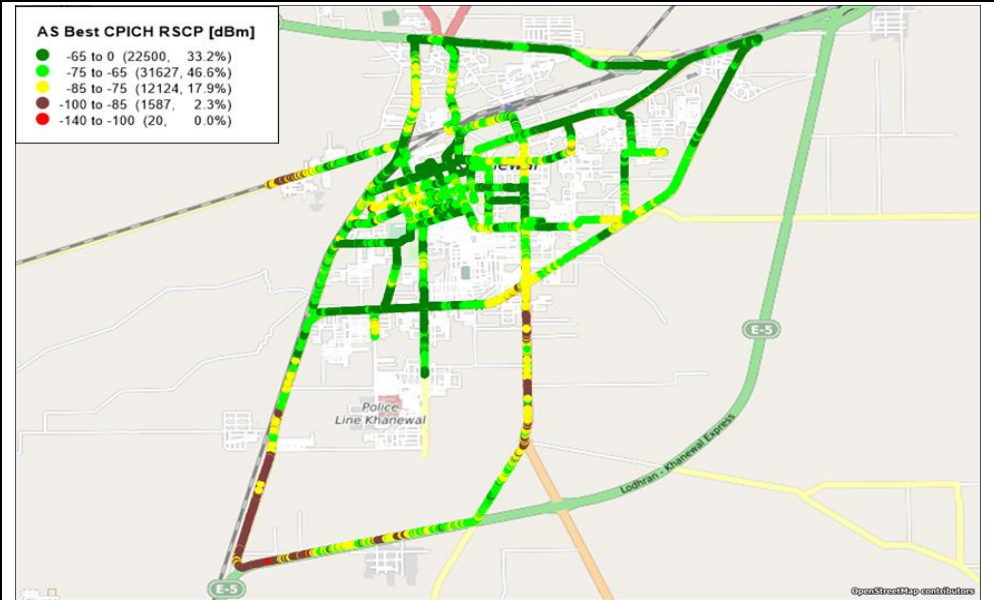 AS Best CPICH RSCP [dBm]
-65 to 0 (22500, 33.2%)
-75 to -65 (31627, 46.6%)
-85 to -75 (12124, 17.9%)
-100 to -85 (1587, 2.3%)
-140 to -100 (20, 0.0%)
E-5
Police
Line Khanewal
Lodhran - Khanewal Express
E-5
OpenStreetMap contributors